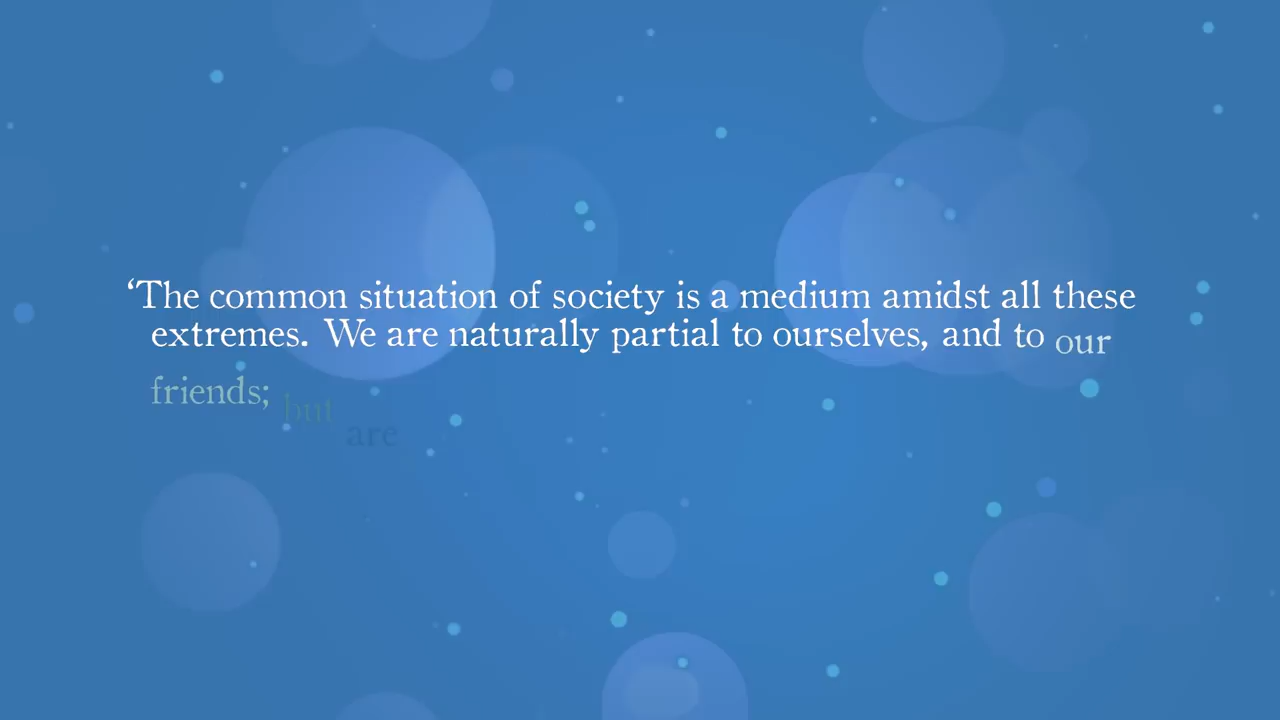 ‘The common situation of society is a medium amidst all these
extremes. We are naturally partial to ourselves, and to our
friends; but are